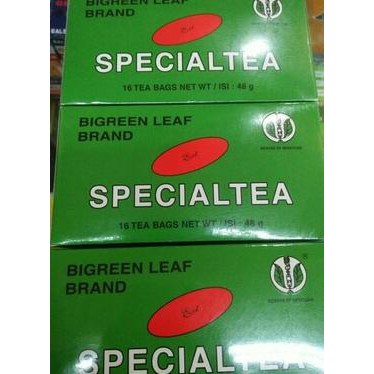 BIGREEN LEAF
BRAND
SPECIALTEA
16 TEA BAGS NET WT / ISI : 48 g
BIGREEN LEAF
BRAND
SPECIALTEA
16 TEA BAGS NET WT / ISI : 48 g
BIGREEN LEAF
BRAND
®
SPECIALTEA